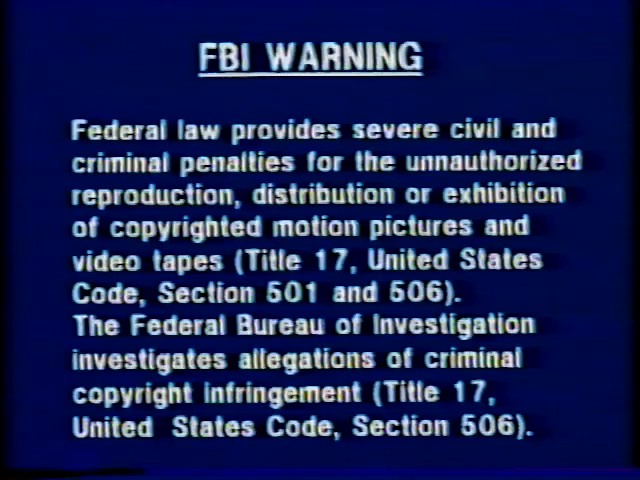 FBI WARNING
Federal law provides severe civil and
criminal penalties for the unnauthorized
reproduction, distribution or exhibition
of copyrighted motion pictures and
video tapes (Title 17, United States
Code, Section 501 and 506).
The Federal Bureau of Investigation
investigates allegations of criminal
copyright infringement (Title 17,
United States Code, Section 506).